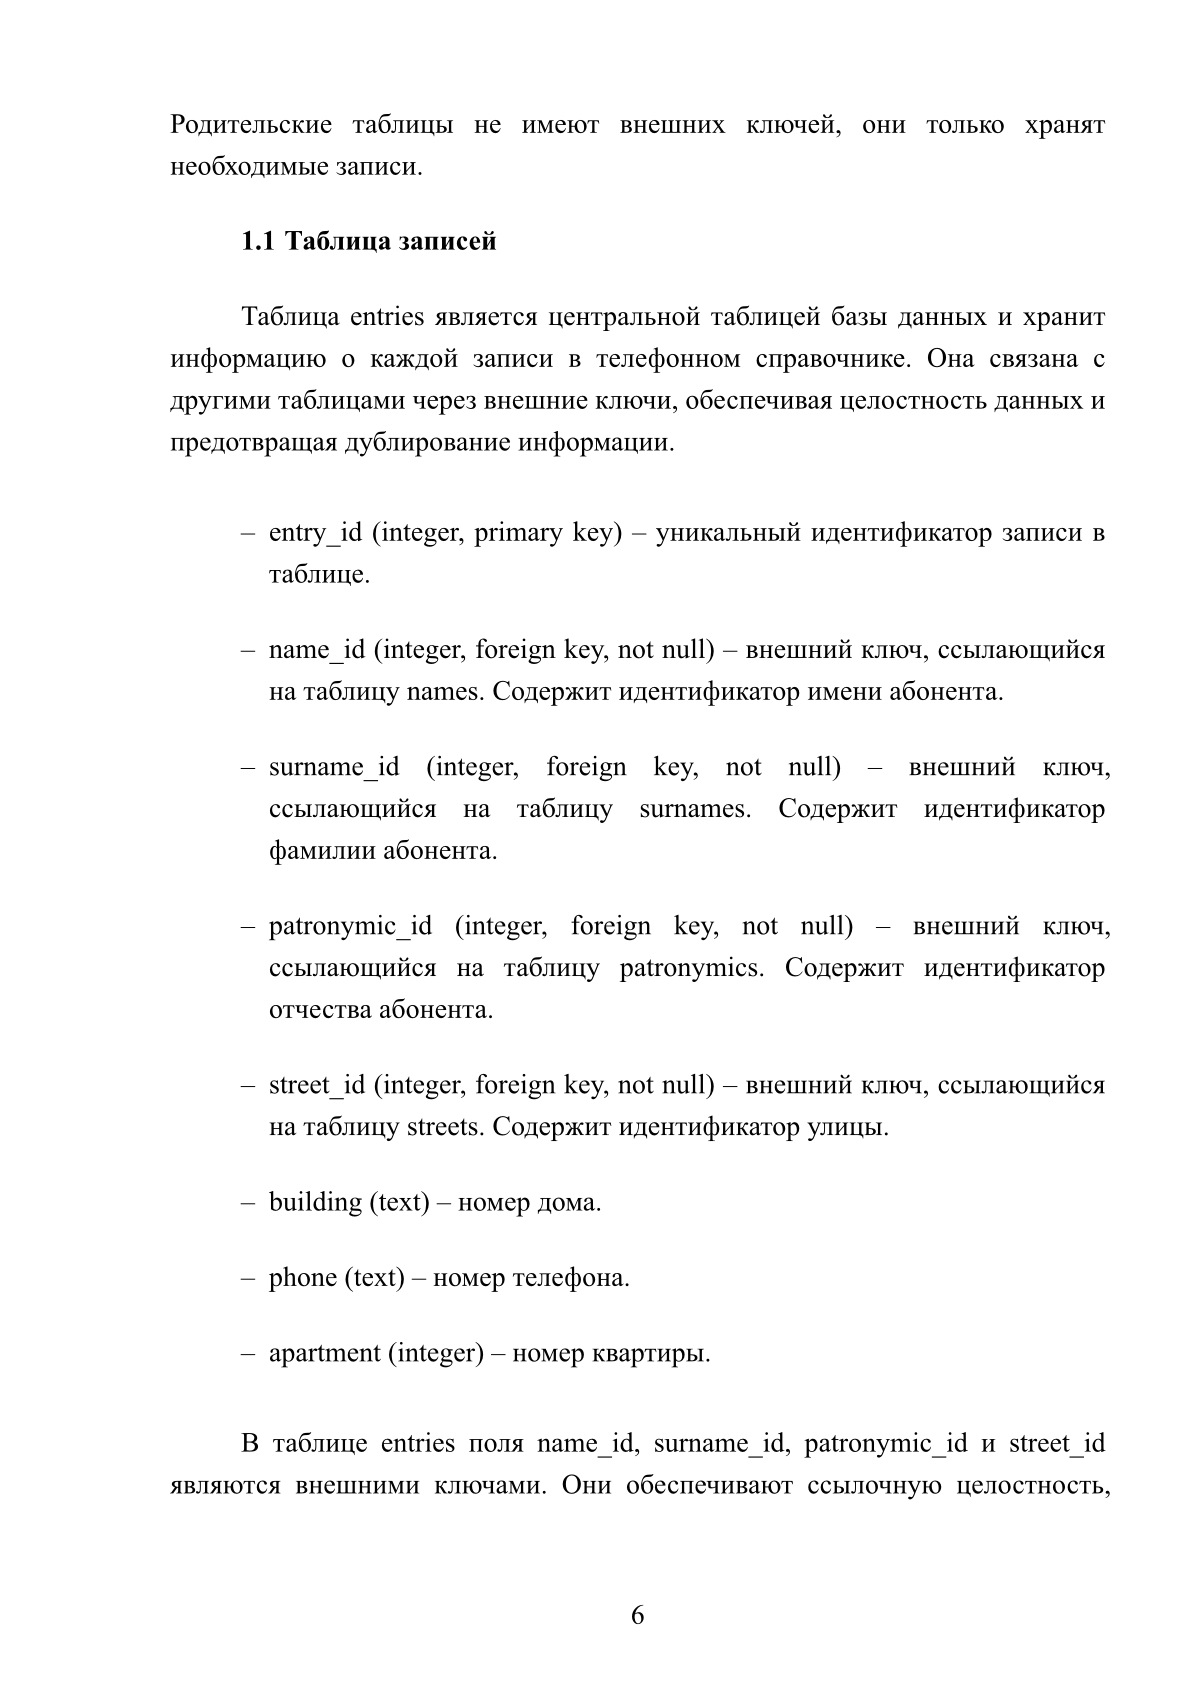 Родительские таблицы не имеют внешних ключей, они только хранят
необходимые записи.
1.1 Таблица записей
Таблица entries является центральной таблицей базы данных и хранит
информацию о каждой записи в телефонном справочнике. Она связана с
другими таблицами через внешние ключи, обеспечивая целостность данных и
предотвращая дублирование информации.
– entry_id (integer, primary key) – уникальный идентификатор записи в
таблице.
– name_id (integer, foreign key, not null) – внешний ключ, ссылающийся
на таблицу names. Содержит идентификатор имени абонента.
– surname_id (integer, foreign key, not null) – внешний ключ,
ссылающийся на таблицу surnames. Содержит идентификатор
фамилии абонента.
– patronymic_id (integer, foreign key, not null) – внешний ключ,
ссылающийся на таблицу patronymics. Содержит идентификатор
отчества абонента.
– street_id (integer, foreign key, not null) – внешний ключ, ссылающийся
на таблицу streets. Содержит идентификатор улицы.
– building (text) – номер дома.
– phone (text) – номер телефона.
– apartment (integer) – номер квартиры.
В таблице entries поля name_id, surname_id, patronymic_id и street_id
являются внешними ключами. Они обеспечивают ссылочную целостность,
6